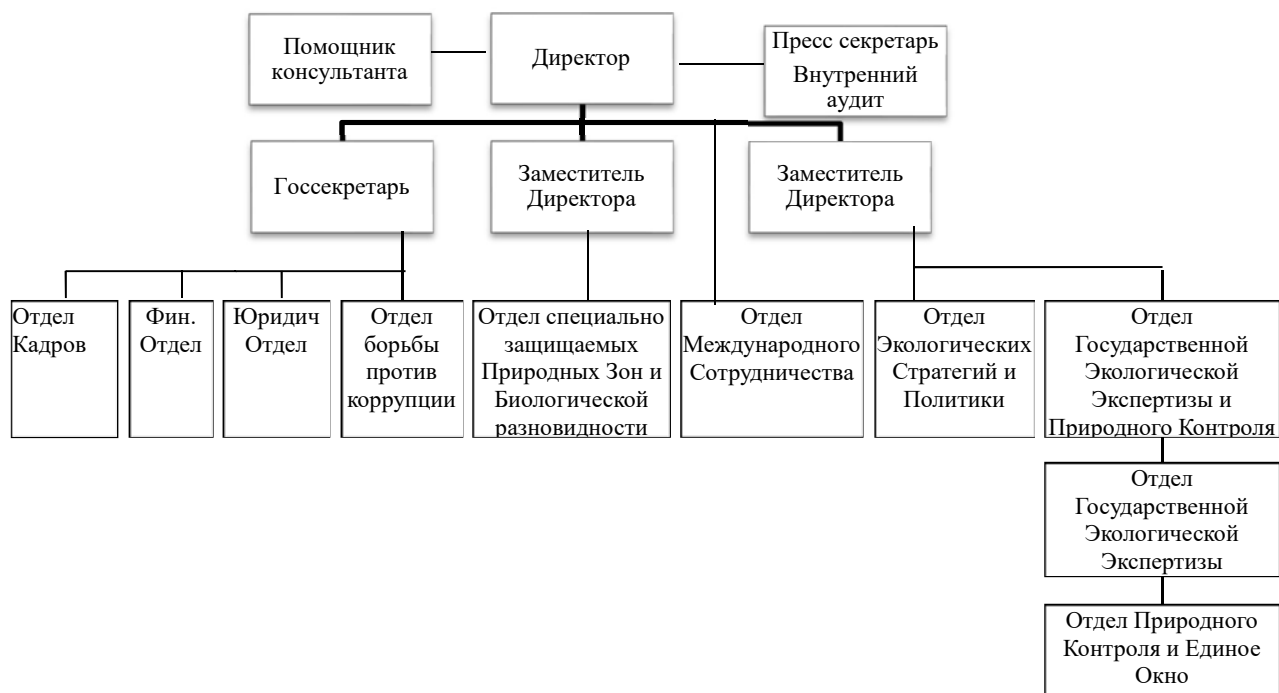 Помощник
консультанта
Директор
Пресс секретарь
Внутренний
аудит
Госсекретарь
Заместитель
Директора
Заместитель
Директора
Отдел
Кадров
Фин.
Отдел
Юридич
Отдел
Отдел
борьбы
против
коррупции
Отдел специально
защищаемых
Природных Зон и
Биологической
разновидности
Отдел
Международного
Сотрудничества
Отдел
Экологических
Стратегий и
Политики
Отдел
Государственной
Экологической
Экспертизы и
Природного Контроля
Отдел
Государственной
Экологической
Экспертизы
Отдел Природного
Контроля и Единое
Окно